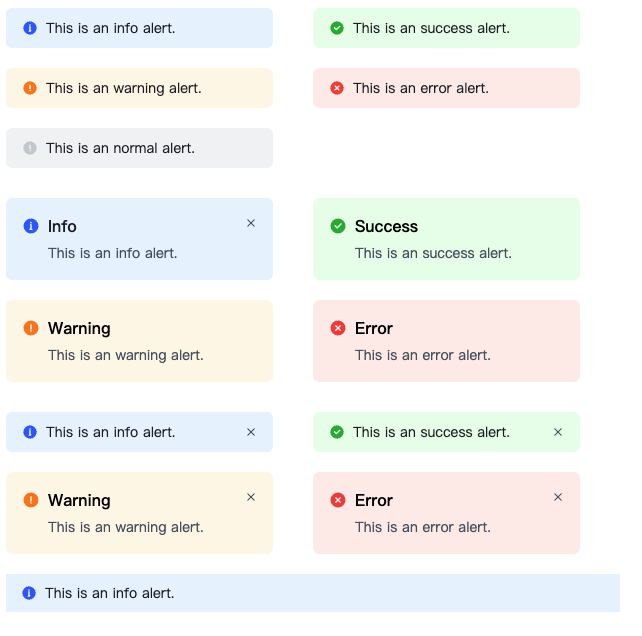 This is an info alert.
This is an success alert.
This is an warning alert.
This is an error alert.
This is an normal alert.
Info
This is an info alert.
Success
This is an success alert.
Warning
This is an warning alert.
Error
This is an error alert.
This is an info alert.
This is an success alert.
Warning
This is an warning alert.
Error
This is an error alert.
This is an info alert.